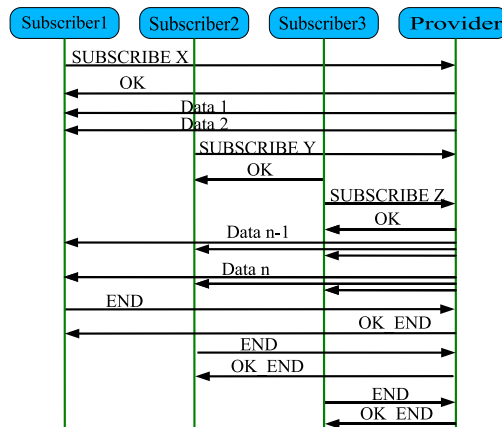 Subscriber1 Subscriber2 Subscriber3 Provider
SUBSCRIBE X
OK
Data 1
Data 2
SUBSCRIBE Y
OK
SUBSCRIBE Z
OK
Data n-1
Data n
END
OK_END
END
OK_END
END
OK_END